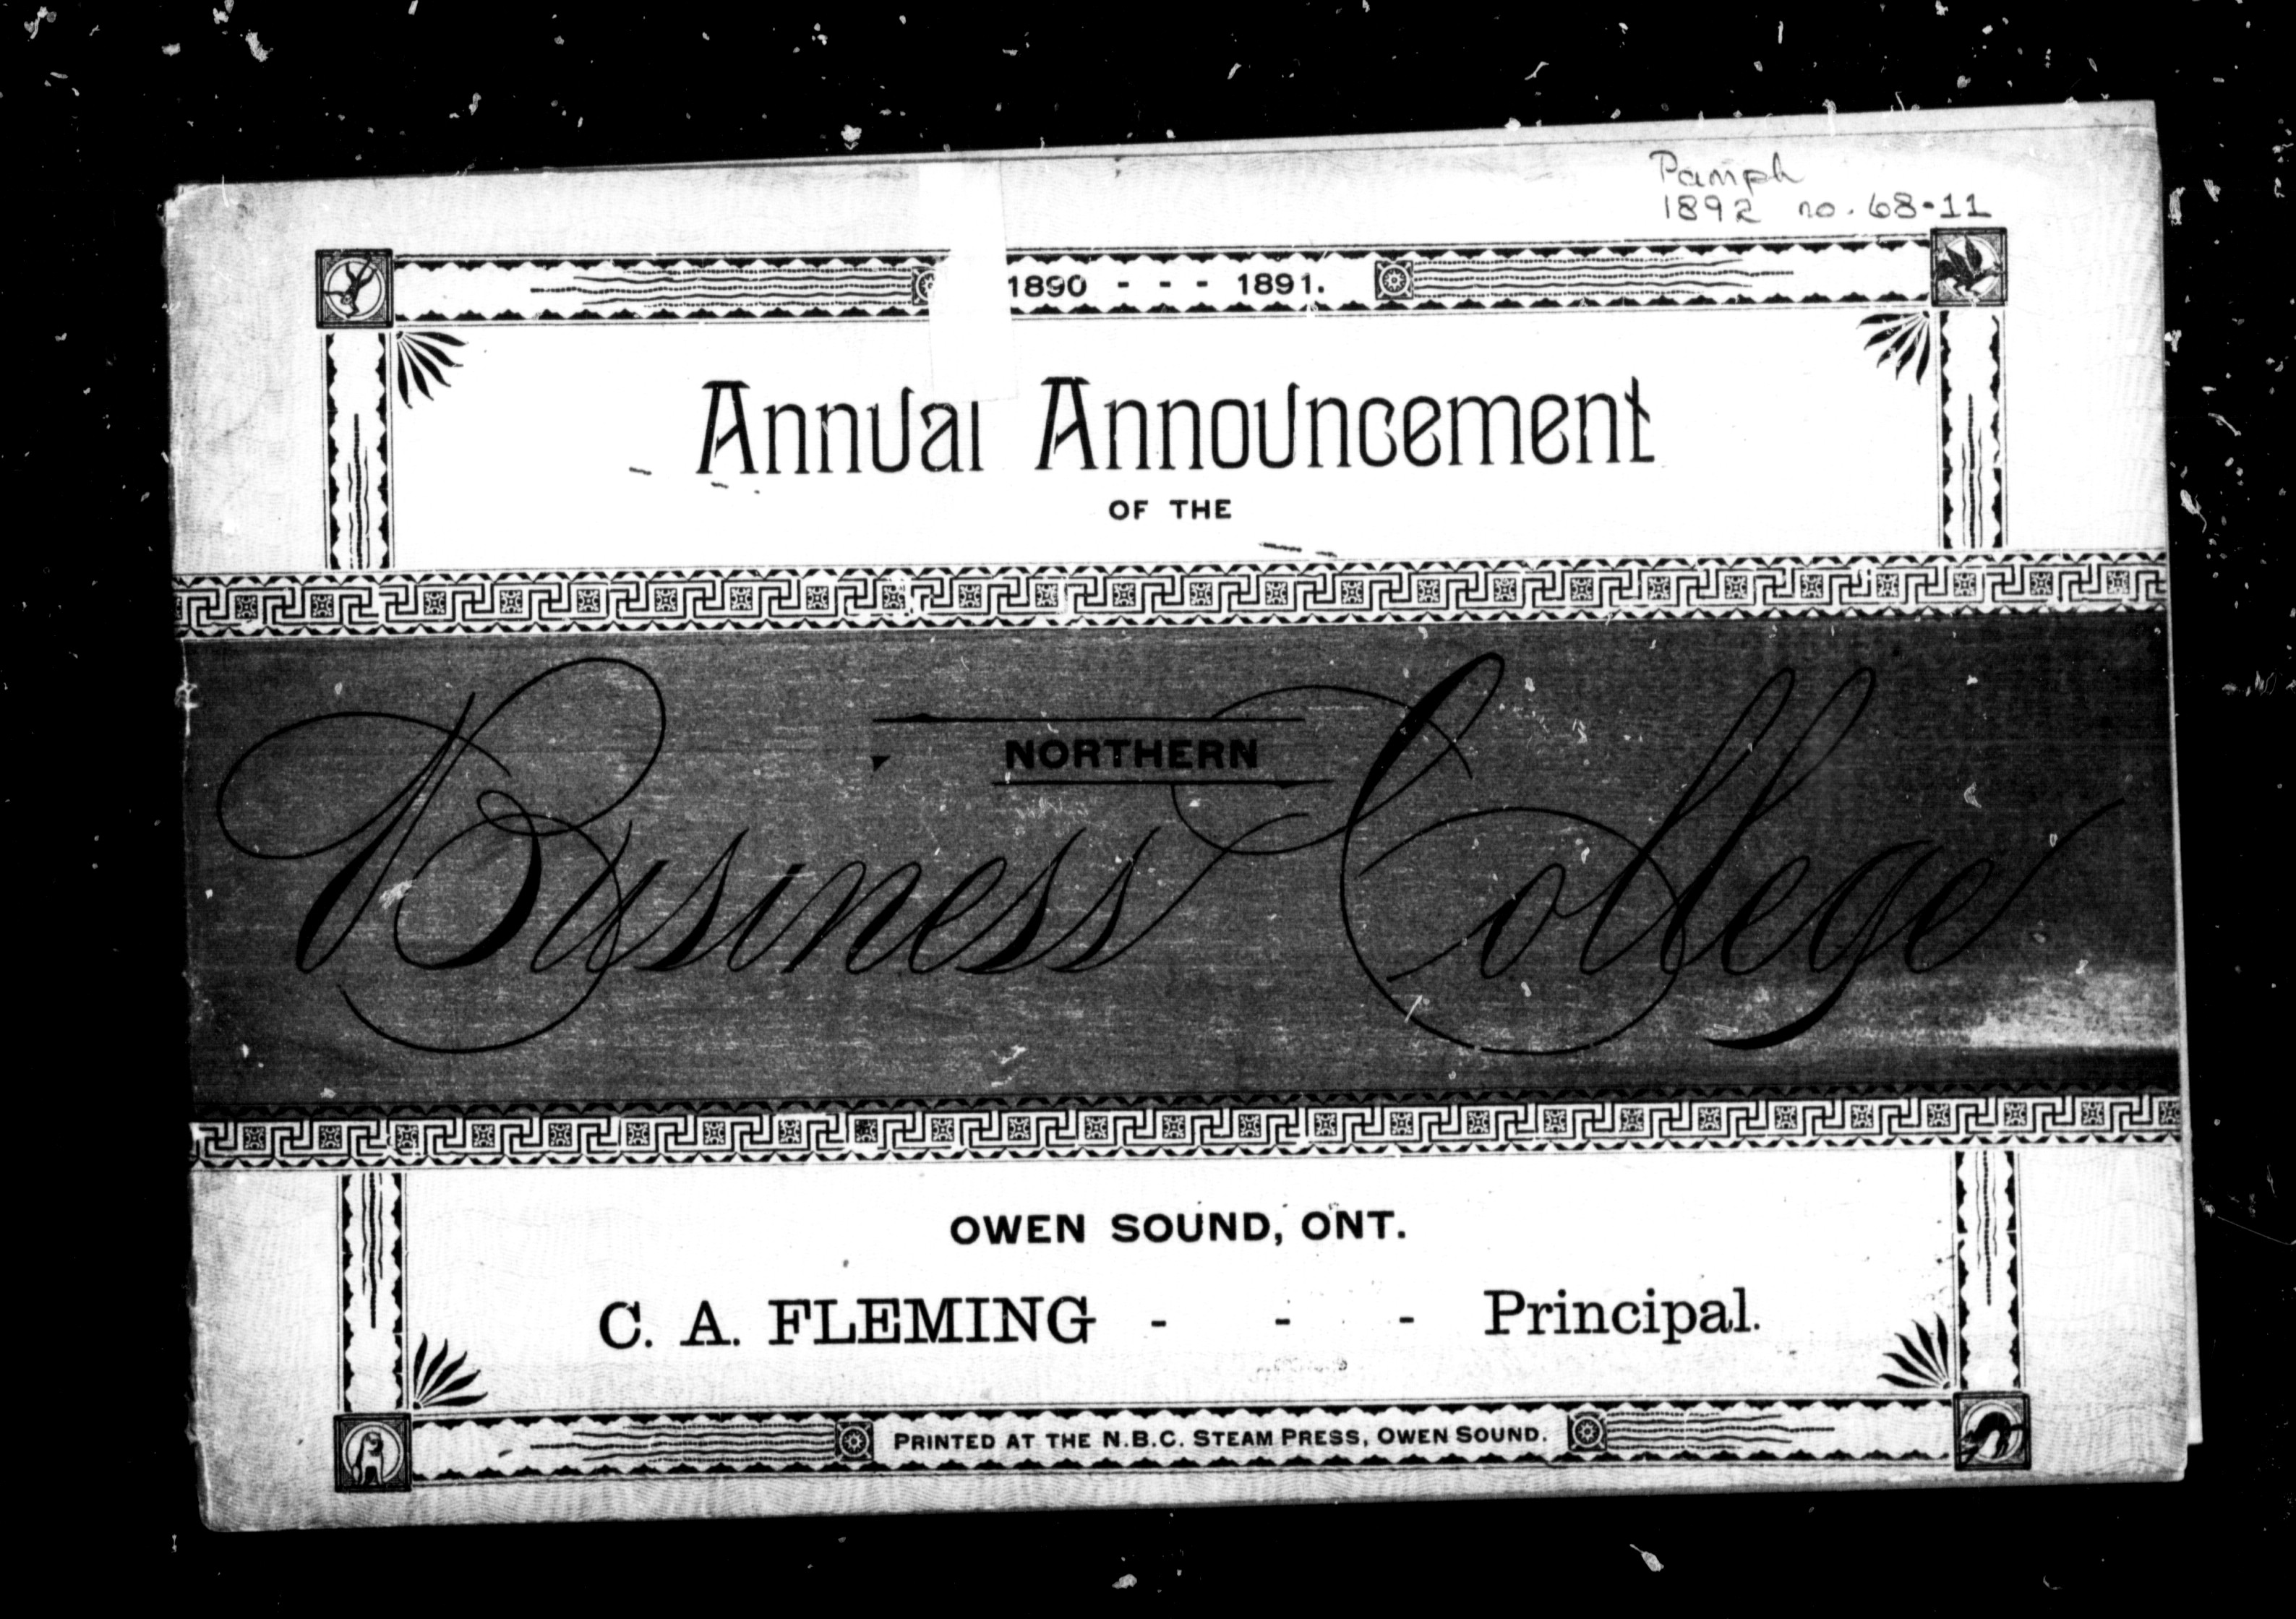 Pamph
1892 no. 68-11
1890 - - - 1891.
Annual Announcement
OF THE
NORTHERN
Business College
OWEN SOUND, ONT.
C. A. FLEMING - - - Principal.
PRINTED AT THE N.B.C. STEAM PRESS, OWEN SOUND.